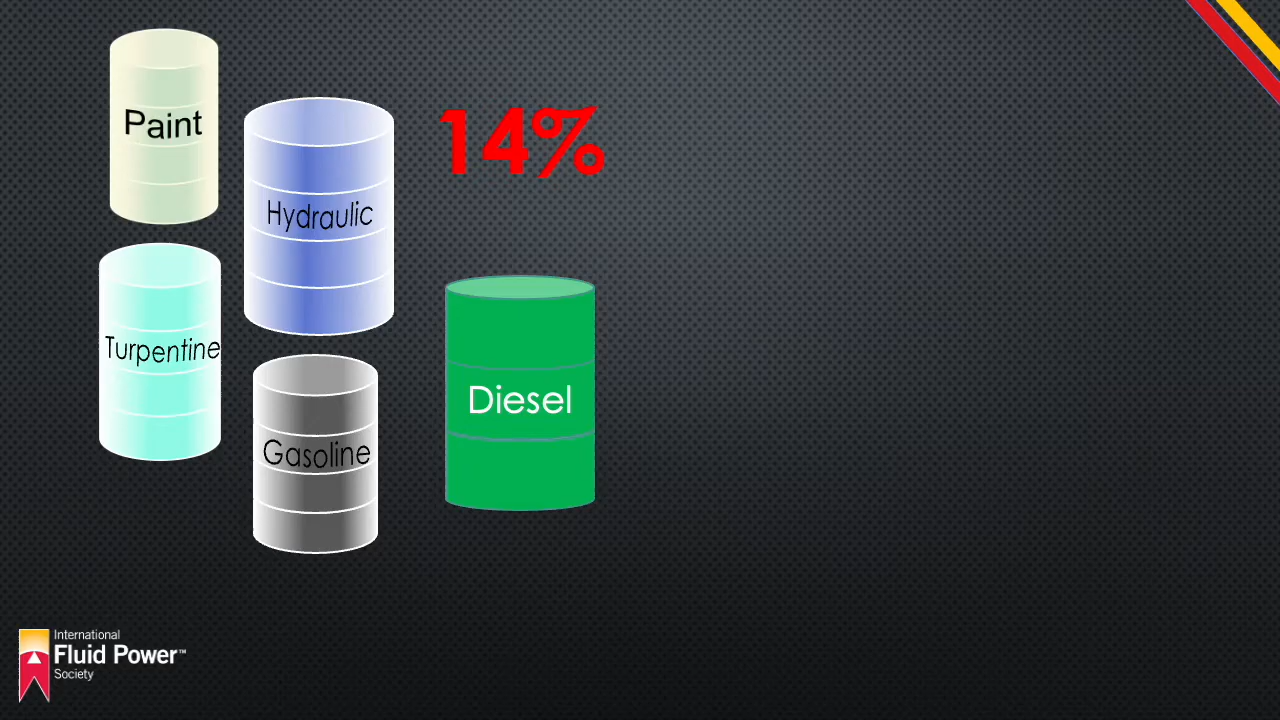 Paint
Hydraulic
14%
Turpentine
Gasoline
Diesel
International
Fluid Power™
Society